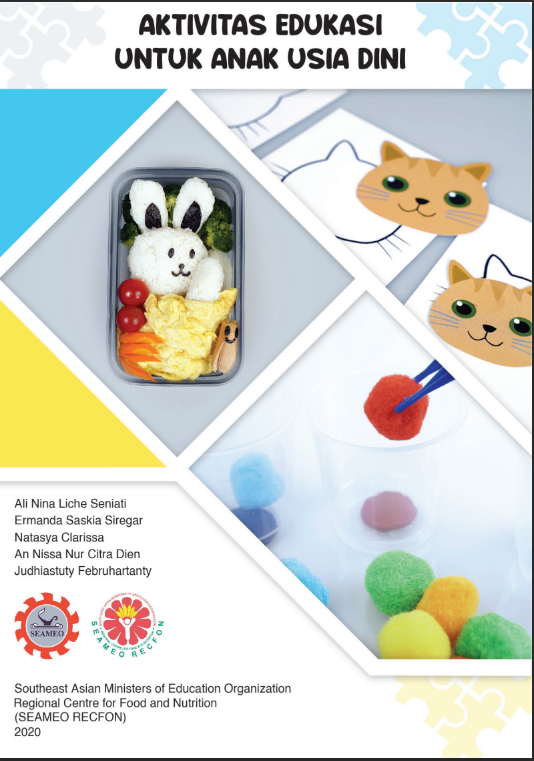 AKTIVITAS EDUKASI
UNTUK ANAK USIA DINI
Ali Nina Liche Seniati
Ermanda Saskia Siregar
Natasya Clarissa
An Nissa Nur Citra Dien
Judhiastuty Februhartanty
SEAMEO
SEAMEO RECFON
Southeast Asian Ministers of Education Organization
Regional Centre for Food and Nutrition
(SEAMEO RECFON)
2020